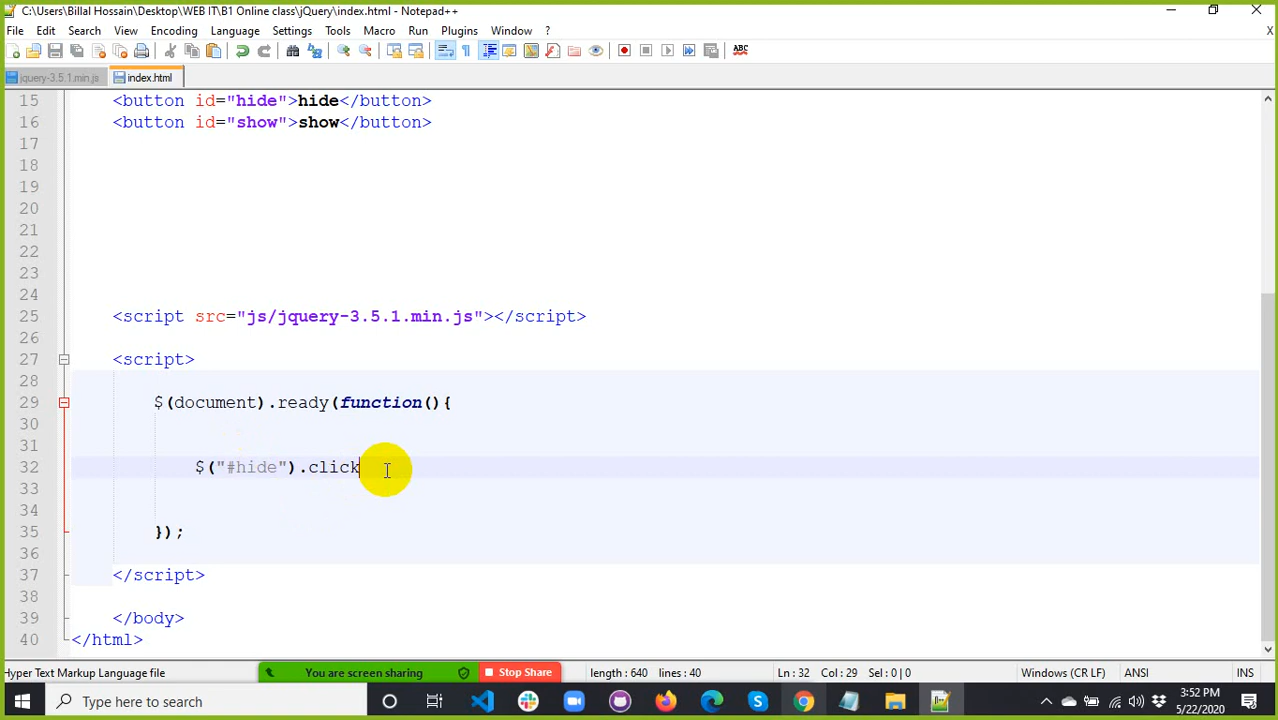 C:\Users\Billal Hossain\Desktop\WEB IT\B1 Online class\jQuery\index.html - Notepad++
File Edit Search View Encoding Language Settings Tools Macro Run Plugins Window ?
X
ABC
jquery-3.5.1.min.js index.html
15 <button id="hide">hide</button>
16 <button id="show">show</button>
17
18
19
20
21
22
23
24
25 <script src="js/jquery-3.5.1.min.js"></script>
26
27 <script>
28
29 $(document).ready(function(){
30
31
32 $("#hide").click
33
34
35 });
36
37 </script>
38
39 </body>
40 </html>
Hyper Text Markup Language file You are screen sharing Stop Share length : 640 lines : 40 Ln : 32 Col : 29 Sel : 0 | 0 Windows (CR LF) ANSI INS
Type here to search
3:52 PM
5/22/2020